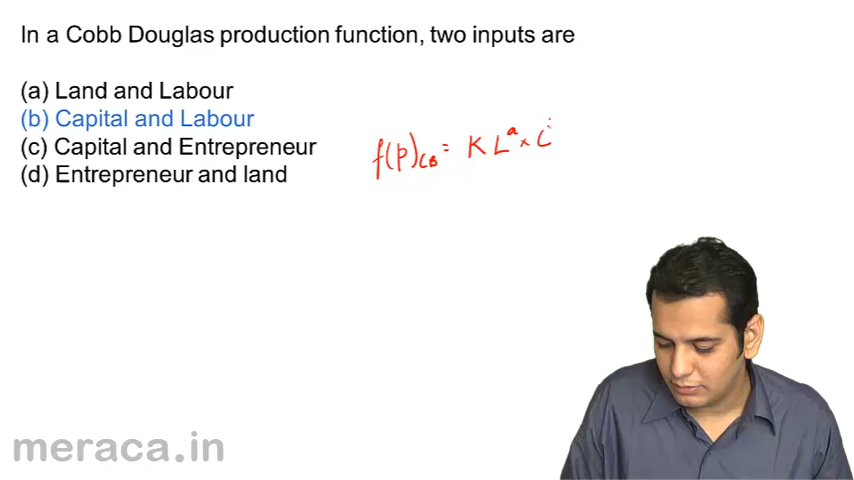 In a Cobb Douglas production function, two inputs are
(a) Land and Labour
(b) Capital and Labour
(c) Capital and Entrepreneur
(d) Entrepreneur and land
f(p)CB = K L^a × C
meraca.in